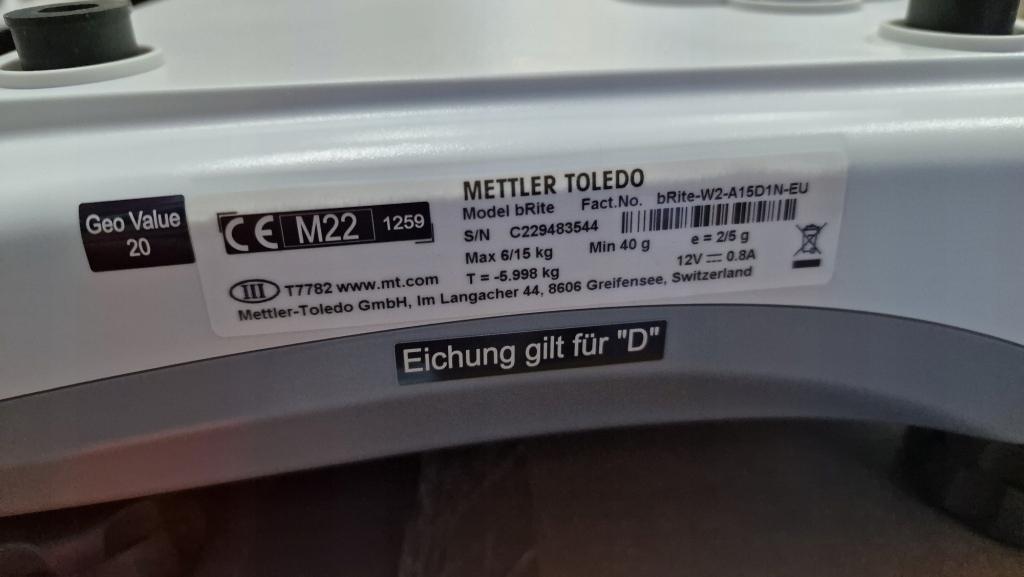 Geo Value
20
CE M22 1259
METTLER TOLEDO
Model bRite Fact.No. bRite-W2-A15D1N-EU
S/N C229483544
Max 6/15 kg Min 40 g e = 2/5 g
T = -5.998 kg 12V ⎓ 0.8A
III T7782 www.mt.com
Mettler-Toledo GmbH, Im Langacher 44, 8606 Greifensee, Switzerland
Eichung gilt für "D"